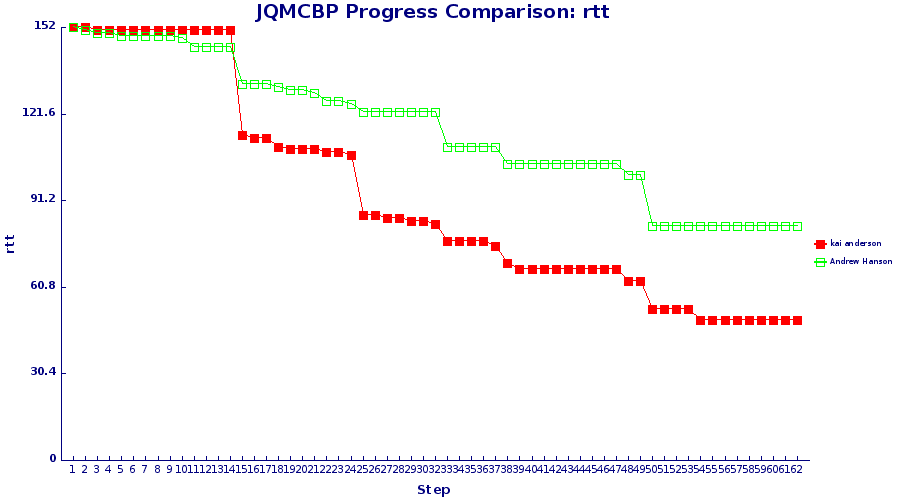 JQMCBP Progress Comparison: rtt
152
121.6
91.2
60.8
30.4
0
rtt
1 2 3 4 5 6 7 8 9 10 11 12 13 14 15 16 17 18 19 20 21 22 23 24 25 26 27 28 29 30 31 32 33 34 35 36 37 38 39 40 41 42 43 44 45 46 47 48 49 50 51 52 53 54 55 56 57 58 59 60 61 62
Step
kai anderson
Andrew Hanson